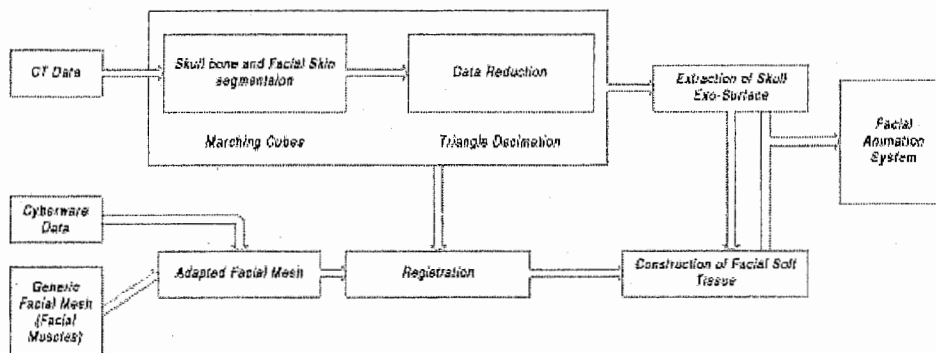 CT Data
Skull bone and Facial Skin
segmentaion
Data Reduction
Marching Cubes
Triangle Decimation
Extraction of Skull
Exo-Surface
Facial
Animation
System
Cyberware
Data
Generic
Facial Mesh
(Facial
Muscles)
Adapted Facial Mesh
Registration
Construction of Facial Soft
Tissue